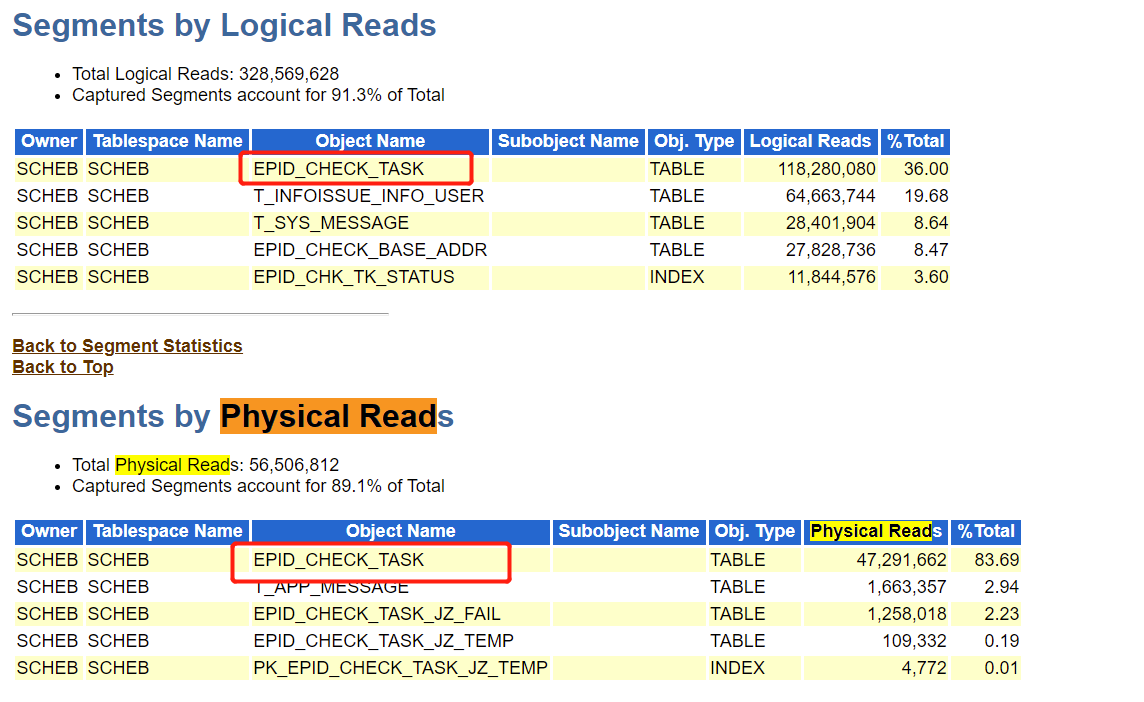 Segments by Logical Reads
Total Logical Reads: 328,569,628
Captured Segments account for 91.3% of Total
Owner Tablespace Name Object Name Subobject Name Obj. Type Logical Reads %Total
SCHEB SCHEB EPID_CHECK_TASK TABLE 118,280,080 36.00
SCHEB SCHEB T_INFOISSUE_INFO_USER TABLE 64,663,744 19.68
SCHEB SCHEB T_SYS_MESSAGE TABLE 28,401,904 8.64
SCHEB SCHEB EPID_CHECK_BASE_ADDR TABLE 27,828,736 8.47
SCHEB SCHEB EPID_CHK_TK_STATUS INDEX 11,844,576 3.60
Back to Segment Statistics
Back to Top
Segments by Physical Reads
Total Physical Reads: 56,506,812
Captured Segments account for 89.1% of Total
Owner Tablespace Name Object Name Subobject Name Obj. Type Physical Reads %Total
SCHEB SCHEB EPID_CHECK_TASK TABLE 47,291,662 83.69
SCHEB SCHEB T_APP_MESSAGE TABLE 1,663,357 2.94
SCHEB SCHEB EPID_CHECK_TASK_JZ_FAIL TABLE 1,258,018 2.23
SCHEB SCHEB EPID_CHECK_TASK_JZ_TEMP TABLE 109,332 0.19
SCHEB SCHEB PK_EPID_CHECK_TASK_JZ_TEMP INDEX 4,772 0.01